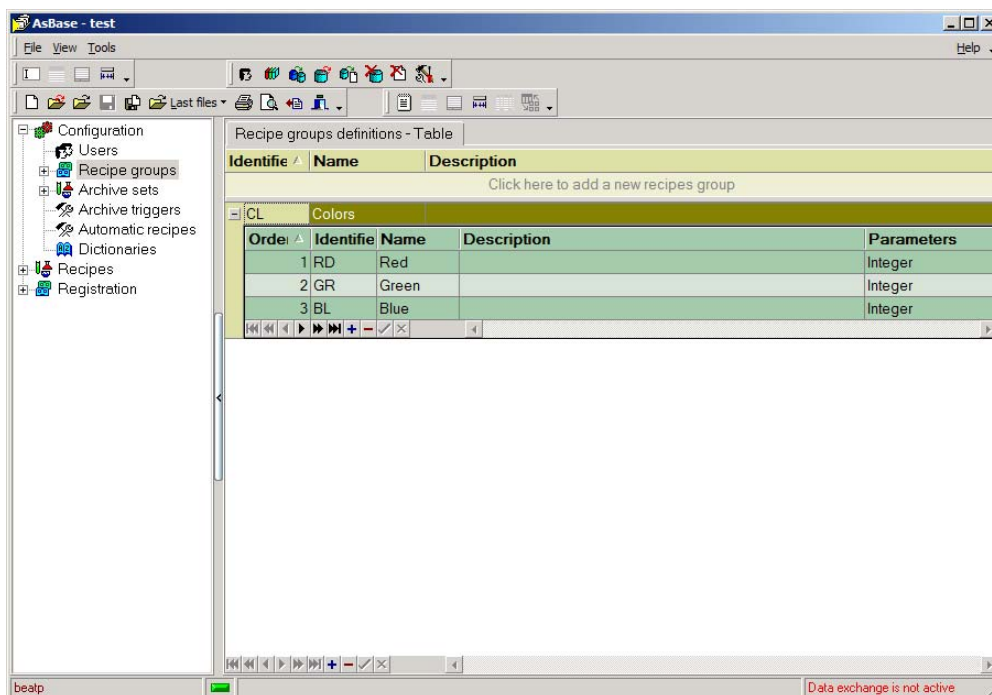 AsBase - test
File View Tools Help
Last files
Configuration
Users
Recipe groups
Archive sets
Archive triggers
Automatic recipes
Dictionaries
Recipes
Registration
Recipe groups definitions - Table
Identifie Name Description
Click here to add a new recipes group
CL Colors
Order Identifie Name Description Parameters
1 RD Red Integer
2 GR Green Integer
3 BL Blue Integer
beatp Data exchange is not active